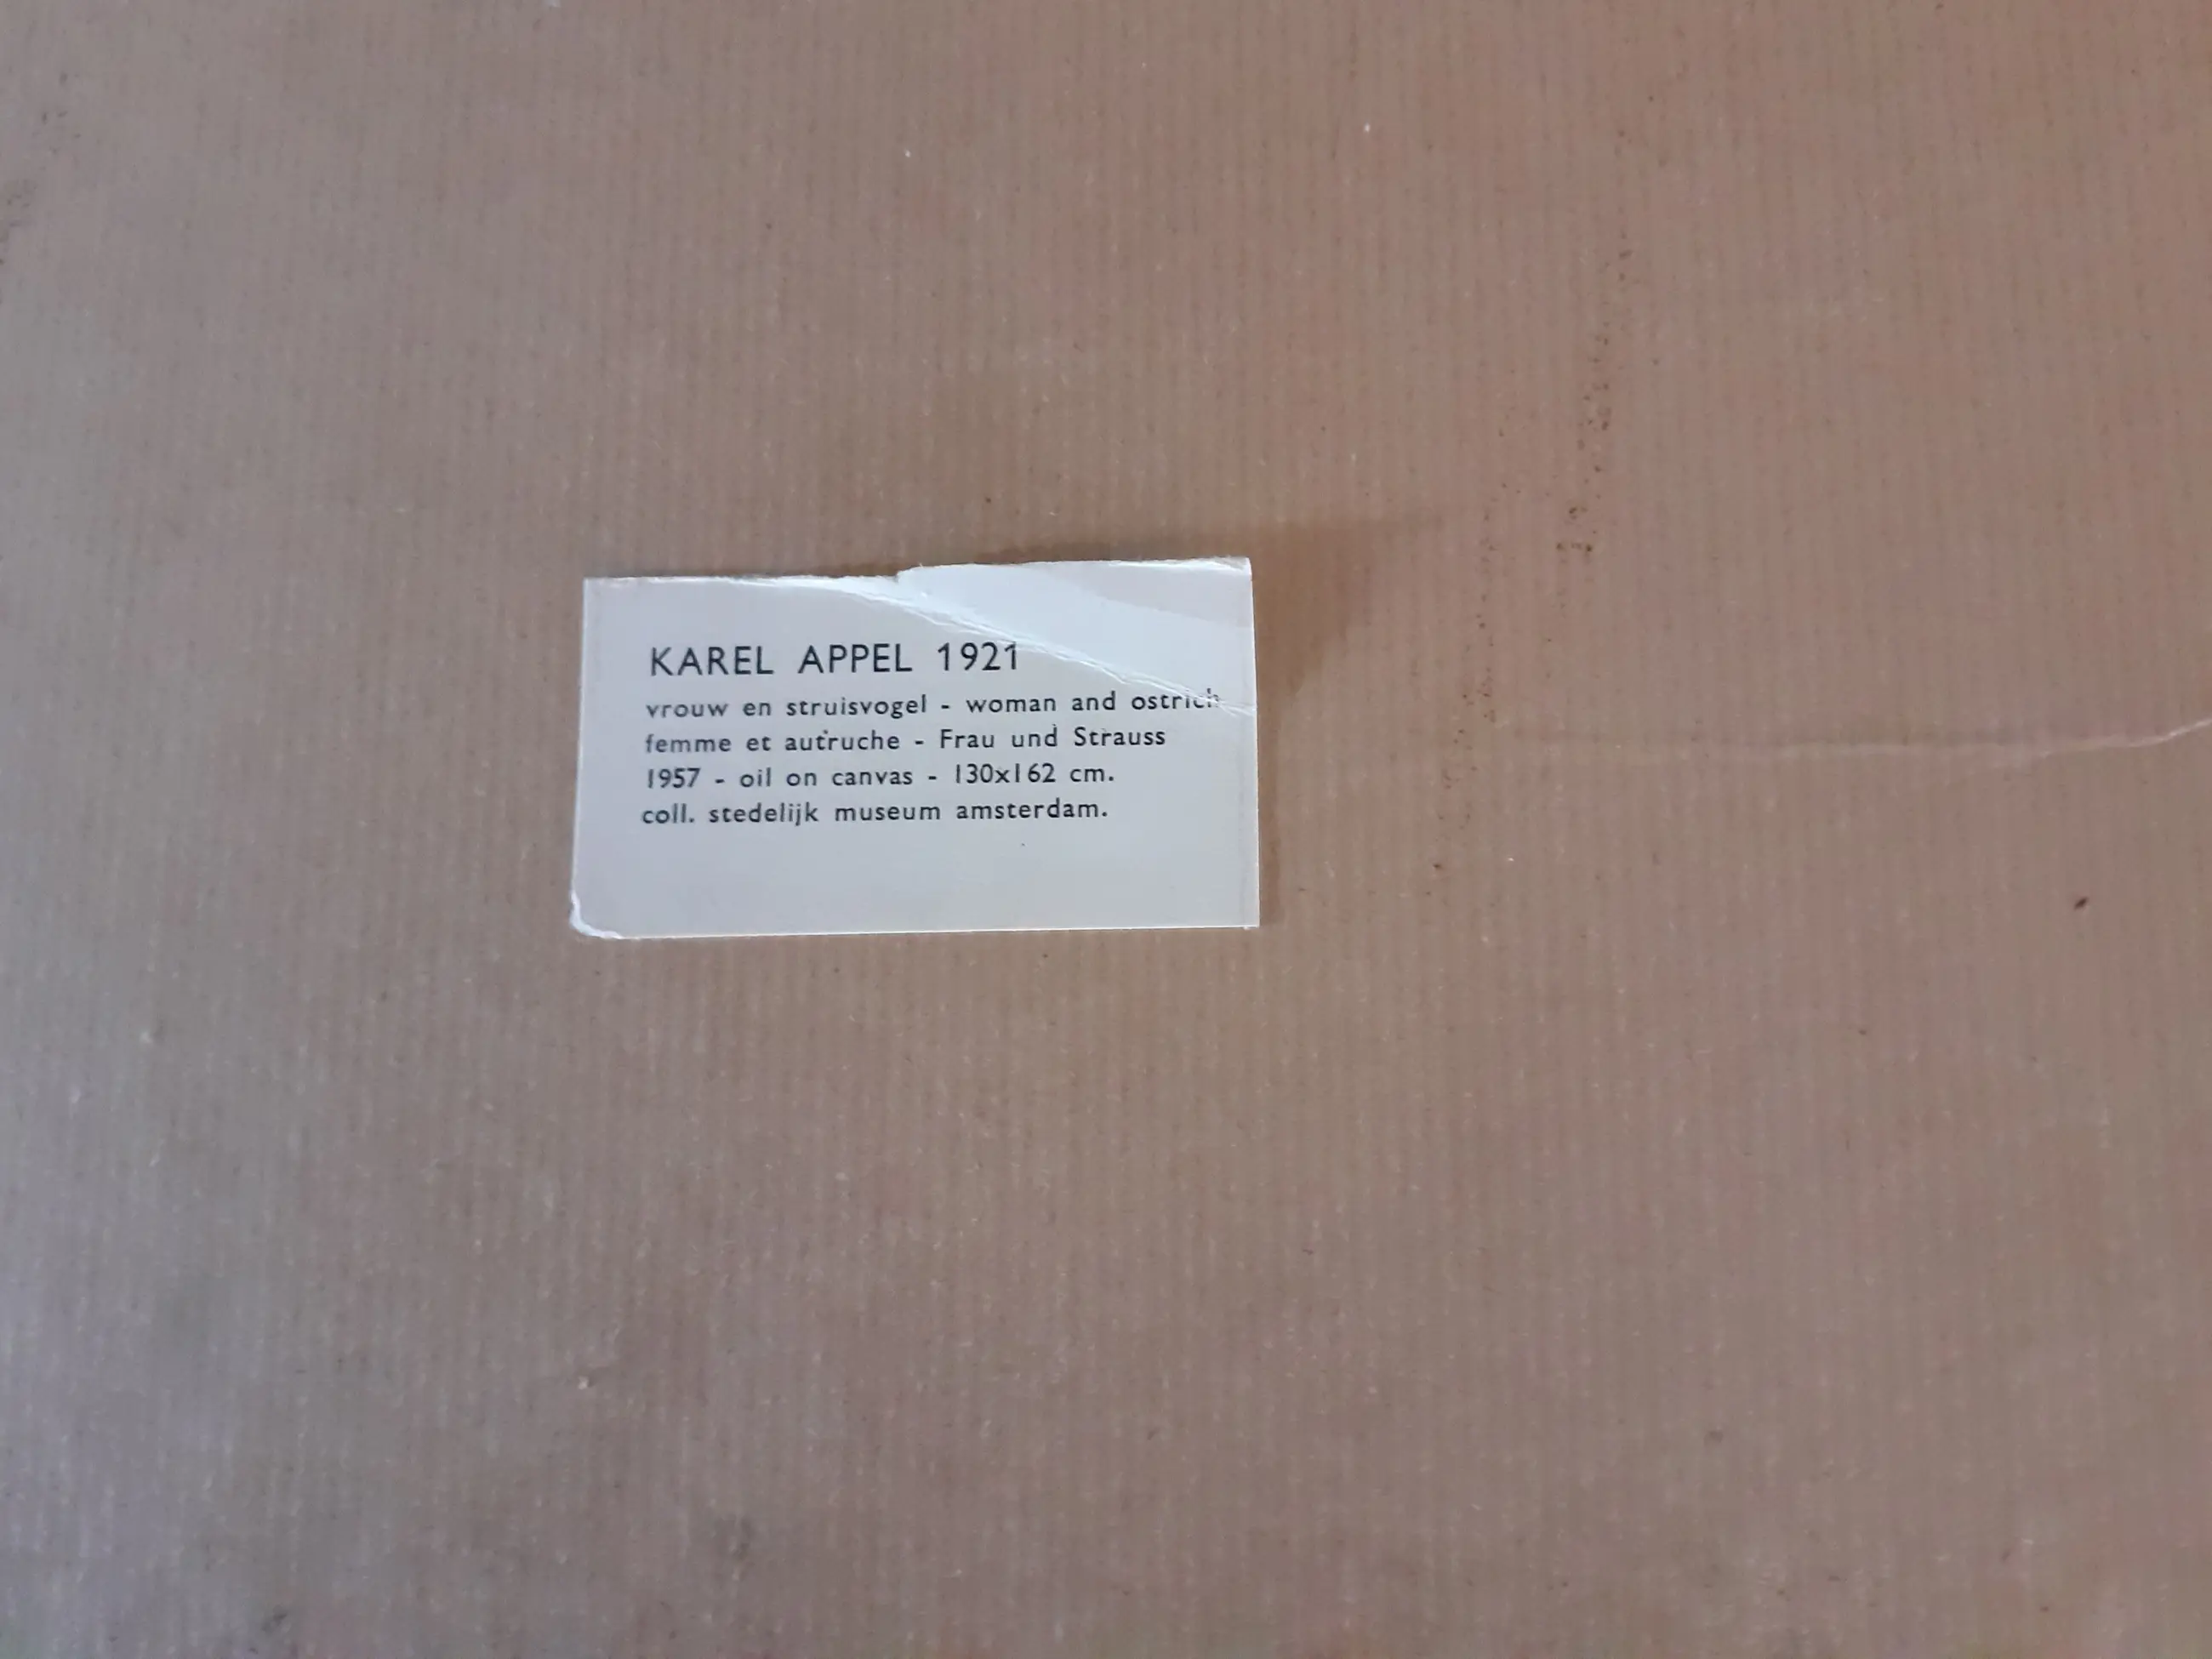 KAREL APPEL 1921
vrouw en struisvogel - woman and ostrich
femme et autruche - Frau und Strauss
1957 - oil on canvas - 130x162 cm.
coll. stedelijk museum amsterdam.